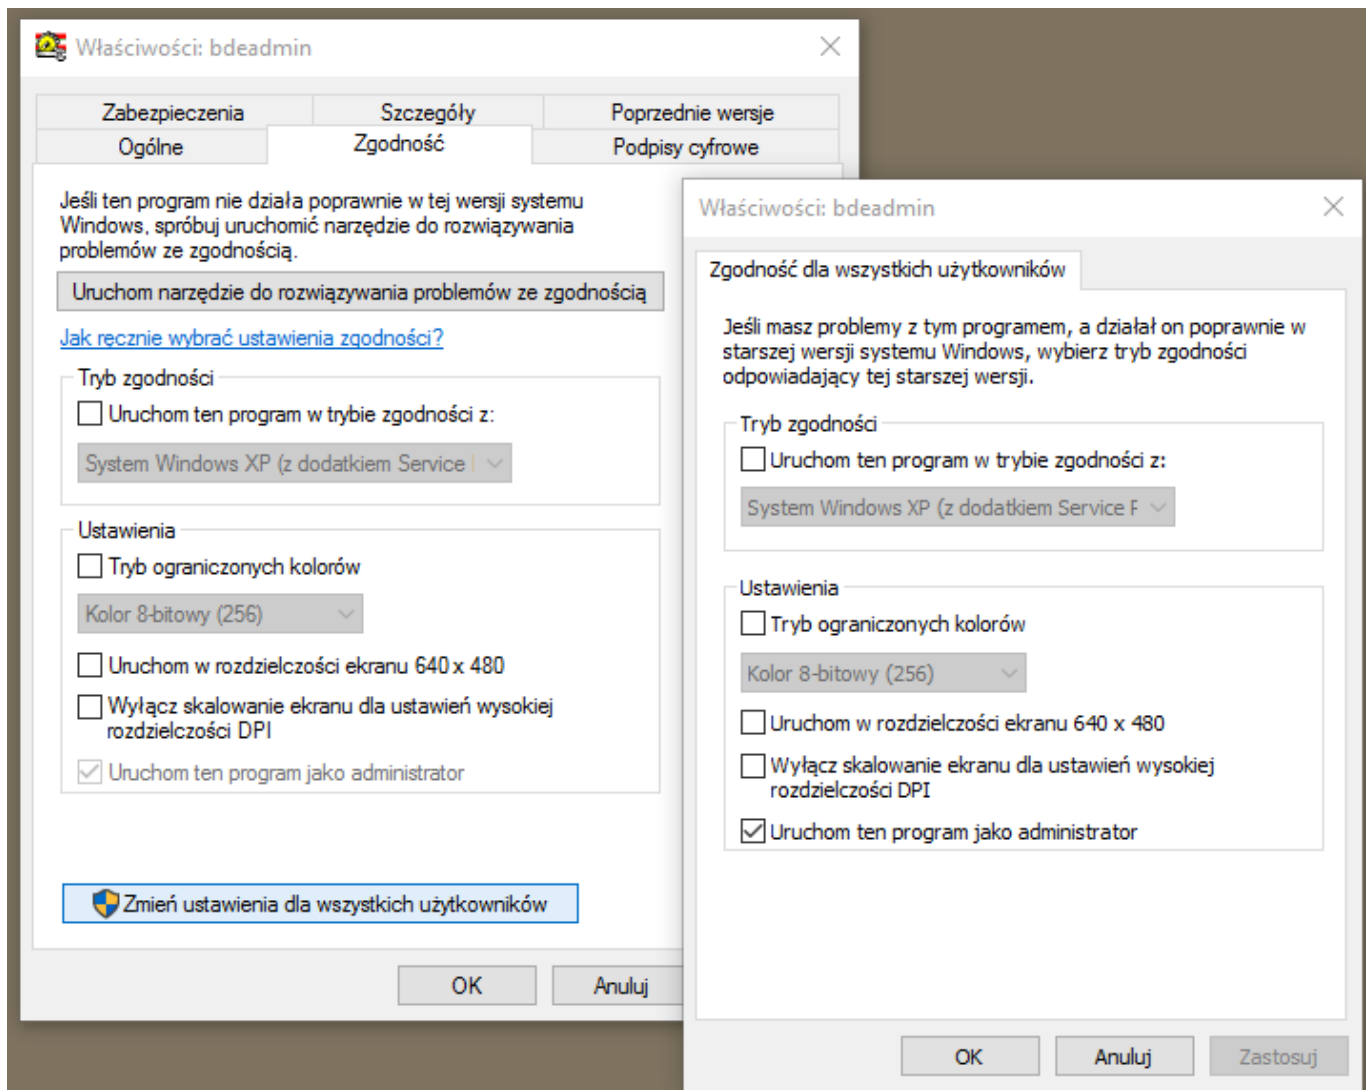 Właściwości: bdeadmin
Zabezpieczenia
Szczegóły
Poprzednie wersje
Ogólne
Zgodność
Podpisy cyfrowe
Jeśli ten program nie działa poprawnie w tej wersji systemu
Windows, spróbuj uruchomić narzędzie do rozwiązywania
problemów ze zgodnością.
Uruchom narzędzie do rozwiązywania problemów ze zgodnością
Jak ręcznie wybrać ustawienia zgodności?
Tryb zgodności
Uruchom ten program w trybie zgodności z:
System Windows XP (z dodatkiem Service
Ustawienia
Tryb ograniczonych kolorów
Kolor 8-bitowy (256)
Uruchom w rozdzielczości ekranu 640 x 480
Wyłącz skalowanie ekranu dla ustawień wysokiej
rozdzielczości DPI
Uruchom ten program jako administrator
Zmień ustawienia dla wszystkich użytkowników
OK
Anuluj
Właściwości: bdeadmin
Zgodność dla wszystkich użytkowników
Jeśli masz problemy z tym programem, a działał on poprawnie w
starszej wersji systemu Windows, wybierz tryb zgodności
odpowiadający tej starszej wersji.
Tryb zgodności
Uruchom ten program w trybie zgodności z:
System Windows XP (z dodatkiem Service P
Ustawienia
Tryb ograniczonych kolorów
Kolor 8-bitowy (256)
Uruchom w rozdzielczości ekranu 640 x 480
Wyłącz skalowanie ekranu dla ustawień wysokiej
rozdzielczości DPI
Uruchom ten program jako administrator
OK
Anuluj
Zastosuj